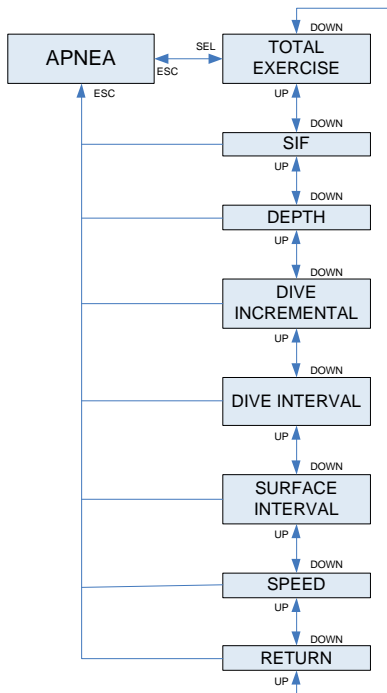 DOWN
APNEA
SEL
ESC
TOTAL
EXERCISE
ESC
UP
DOWN
SIF
UP
DOWN
DEPTH
UP
DOWN
DIVE
INCREMENTAL
UP
DOWN
DIVE INTERVAL
UP
DOWN
SURFACE
INTERVAL
UP
DOWN
SPEED
UP
DOWN
RETURN
UP